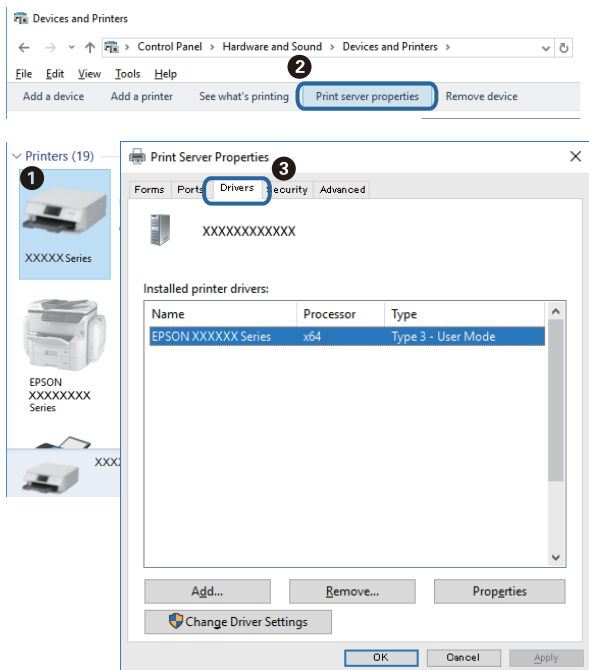 Devices and Printers
Control Panel > Hardware and Sound > Devices and Printers >
2
File Edit View Tools Help
Add a device Add a printer See what's printing Print server properties Remove device
Printers (19)
1
XXXXX Series
EPSON
XXXXXXXX
Series
XXX
Print Server Properties
3
Forms Ports Drivers ecurity Advanced
XXXXXXXXXXXX
Installed printer drivers:
Name Processor Type
EPSON XXXXXX Series x64 Type 3 - User Mode
Add... Remove... Properties
Change Driver Settings
OK Cancel Apply